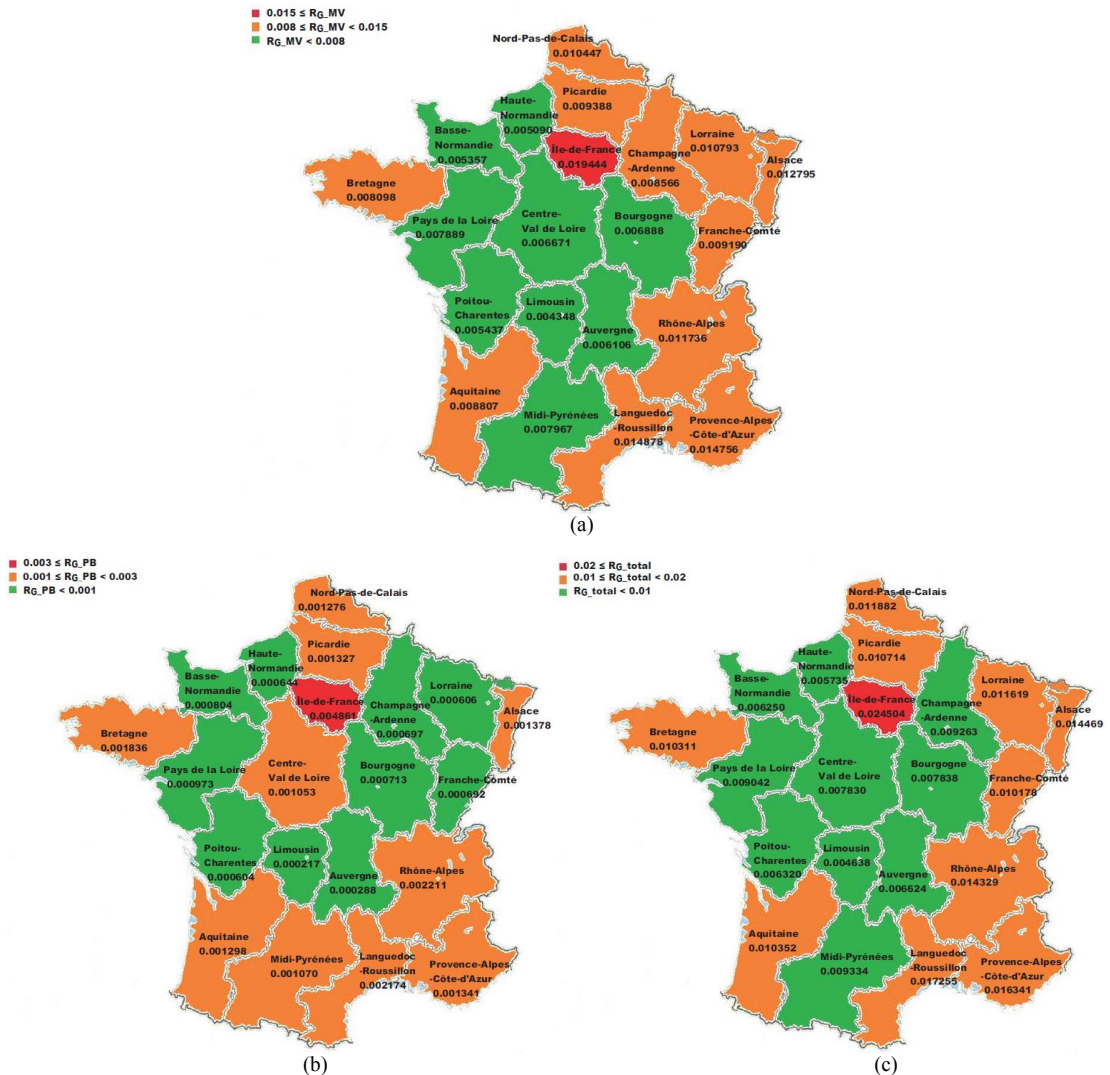 0.015 ≤ RG_MV
0.008 ≤ RG_MV < 0.015
RG_MV < 0.008
Nord-Pas-de-Calais
0.010447
Picardie
0.009388
Haute-
Normandie
0.005090
Basse-
Normandie
0.005357
Île-de-France
0.019444
Champagne
-Ardenne
0.008566
Lorraine
0.010793
Alsace
0.012795
Bretagne
0.008098
Pays de la Loire
0.007889
Centre-
Val de Loire
0.006671
Bourgogne
0.006888
Franche-Comté
0.009190
Poitou-
Charentes
0.005437
Limousin
0.004348
Auvergne
0.006106
Rhône-Alpes
0.011736
Aquitaine
0.008807
Midi-Pyrénées
0.007967
Languedoc
-Roussillon
0.014878
Provence-Alpes
-Côte-d'Azur
0.014756
(a)
0.003 ≤ RG_PB
0.001 ≤ RG_PB < 0.003
RG_PB < 0.001
Nord-Pas-de-Calais
0.001276
Picardie
0.001327
Haute-
Normandie
0.000644
Basse-
Normandie
0.000804
Île-de-France
0.004861
Champagne
-Ardenne
0.000697
Lorraine
0.000606
Alsace
0.001378
Bretagne
0.001836
Pays de la Loire
0.000973
Centre-
Val de Loire
0.001053
Bourgogne
0.000713
Franche-Comté
0.000692
Poitou-
Charentes
0.000604
Limousin
0.000217
Auvergne
0.000288
Rhône-Alpes
0.002211
Aquitaine
0.001298
Midi-Pyrénées
0.001070
Languedoc
-Roussillon
0.002174
Provence-Alpes
-Côte-d'Azur
0.001341
(b)
0.02 ≤ RG_total
0.01 ≤ RG_total < 0.02
RG_total < 0.01
Nord-Pas-de-Calais
0.011882
Picardie
0.010714
Haute-
Normandie
0.005735
Basse-
Normandie
0.006250
Île-de-France
0.024504
Champagne
-Ardenne
0.009263
Lorraine
0.011619
Alsace
0.014469
Bretagne
0.010311
Pays de la Loire
0.009042
Centre-
Val de Loire
0.007830
Bourgogne
0.007838
Franche-Comté
0.010178
Poitou-
Charentes
0.006320
Limousin
0.004638
Auvergne
0.006624
Rhône-Alpes
0.014329
Aquitaine
0.010352
Midi-Pyrénées
0.009334
Languedoc
-Roussillon
0.017255
Provence-Alpes
-Côte-d'Azur
0.016341
(c)